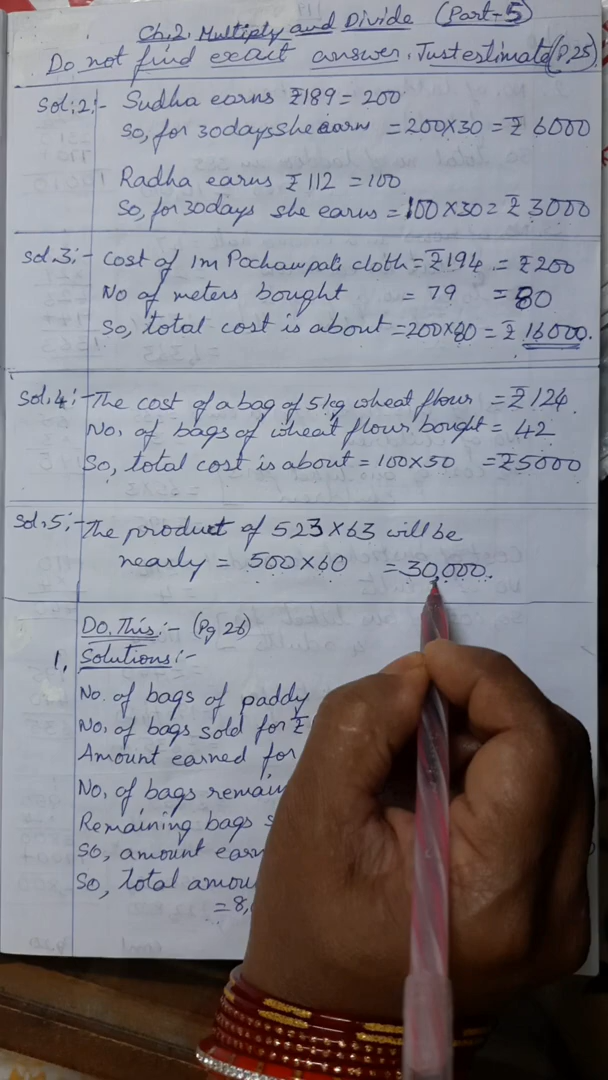 Ch.2. Multiply and Divide (Part-5)
Do not find exact answer. Just estimate (P.25)
Sol:2:- Sudha earns ₹189 = 200
So, for 30 days she earns = 200×30 = ₹ 6000
Radha earns ₹112 = 100
So, for 30 days she earns = 100×30 = ₹ 3000
Sol.3:- Cost of 1m Pochampali cloth = ₹194 = ₹200
No of meters bought = 79 = 80
So, total cost is about = 200×80 = ₹ 16000.
Sol.4:- The cost of a bag of 5kg wheat flour = ₹124.
No. of bags of wheat flour bought = 42
So, total cost is about = 100×50 = ₹5000
Sol.5:- The product of 523×63 will be
nearly = 500×60 = 30,000.
Do This:- (Pg 26)
1. Solutions:-
No. of bags of paddy
No. of bags sold for ₹
Amount earned for
No. of bags remain
Remaining bags s
So, amount earn
So, total amou
= 8,